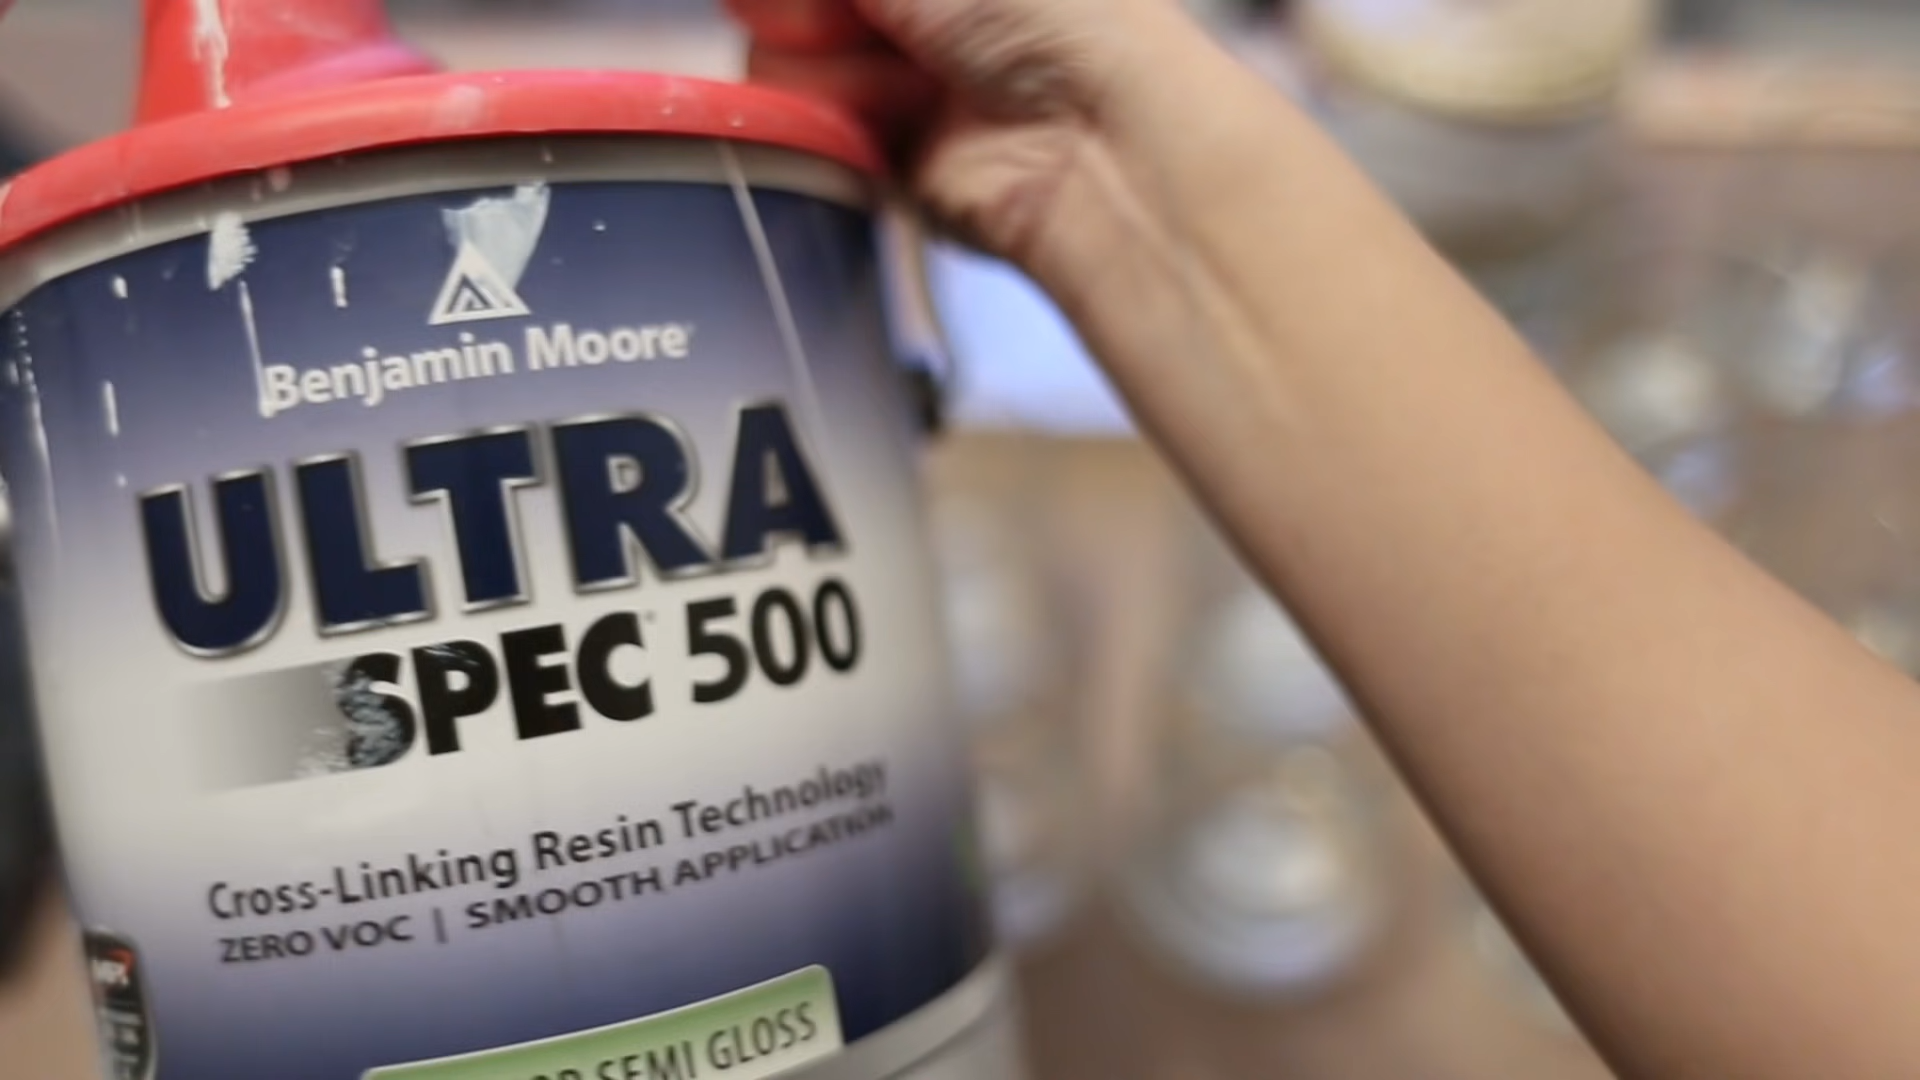 Benjamin Moore
ULTRA
SPEC 500
Cross-Linking Resin Technology
ZERO VOC | SMOOTH APPLICATION
SEMI GLOSS